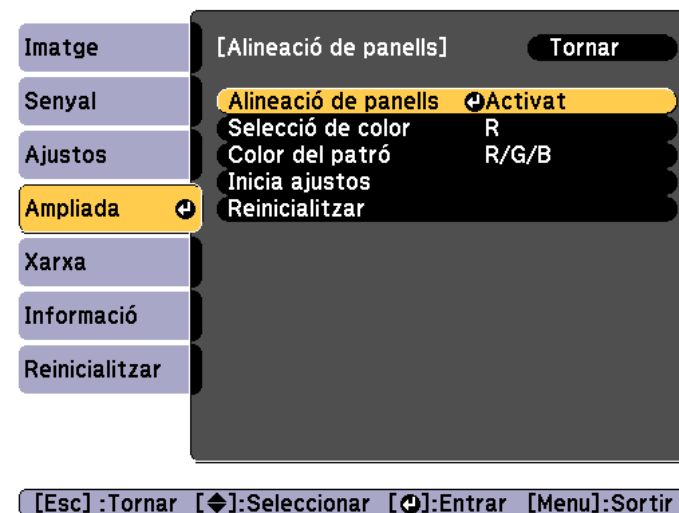 Imatge
Senyal
Ajustos
Ampliada
Xarxa
Informació
Reinicialitzar
[Alineació de panells] Tornar
Alineació de panells Activat
Selecció de color R
Color del patró R/G/B
Inicia ajustos
Reinicialitzar
[Esc] :Tornar [◆]:Seleccionar [⏎]:Entrar [Menu]:Sortir